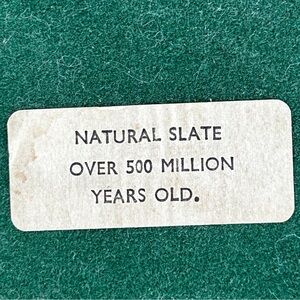 NATURAL SLATE
OVER 500 MILLION
YEARS OLD.